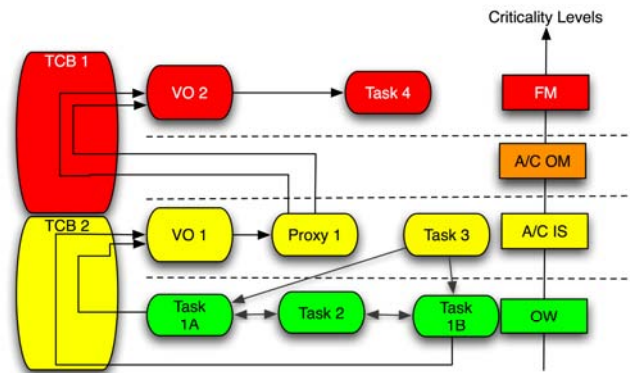 Criticality Levels
TCB 1
VO 2
Task 4
FM
A/C OM
TCB 2
VO 1
Proxy 1
Task 3
A/C IS
Task
1A
Task 2
Task
1B
OW